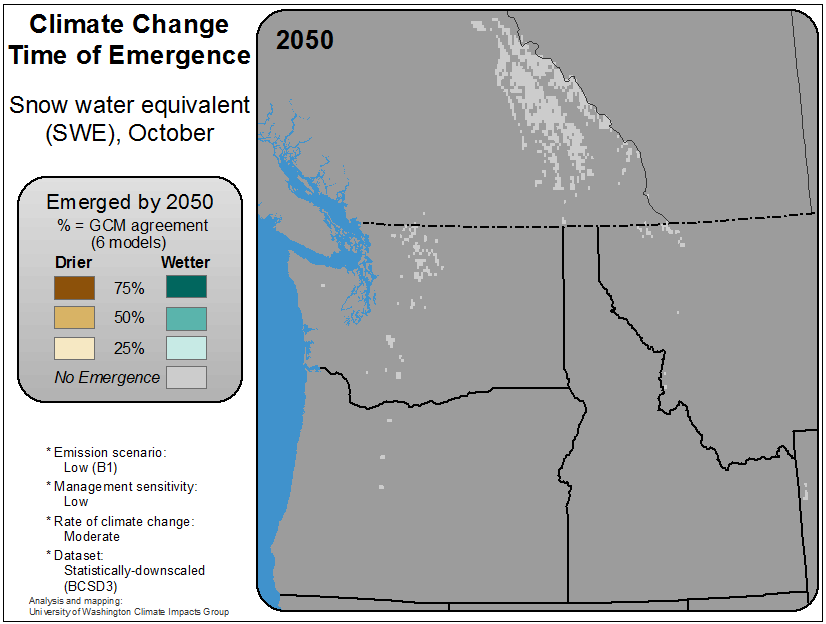 Climate Change
Time of Emergence
Snow water equivalent
(SWE), October
Emerged by 2050
% = GCM agreement
(6 models)
Drier Wetter
75%
50%
25%
No Emergence
* Emission scenario:
Low (B1)
* Management sensitivity:
Low
* Rate of climate change:
Moderate
* Dataset:
Statistically-downscaled
(BCSD3)
Analysis and mapping:
University of Washington Climate Impacts Group
2050